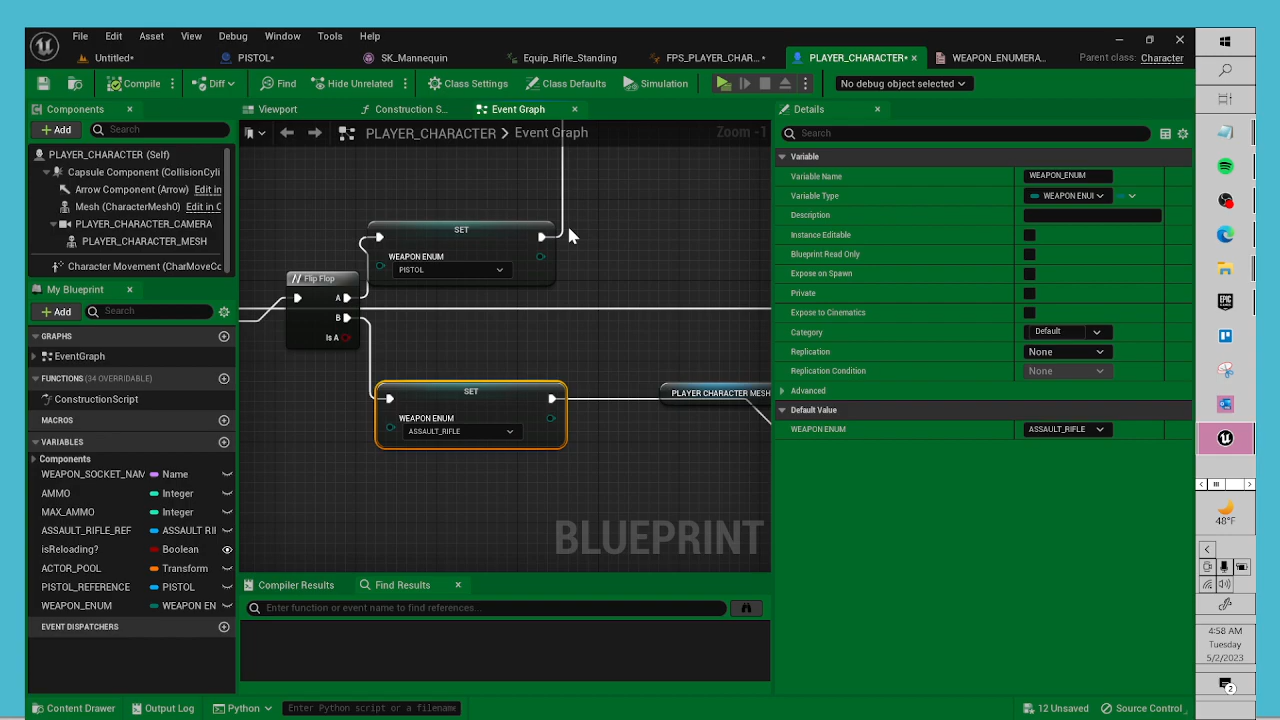 File Edit Asset View Debug Window Tools Help
Untitled* PISTOL* SK_Mannequin Equip_Rifle_Standing FPS_PLAYER_CHAR...* PLAYER_CHARACTER* WEAPON_ENUMERA... Parent class: Character
Compile Diff Find Hide Unrelated Class Settings Class Defaults Simulation No debug object selected
Components
Add Search
PLAYER_CHARACTER (Self)
Capsule Component (CollisionCyli
Arrow Component (Arrow) Edit in
Mesh (CharacterMesh0) Edit in C
PLAYER_CHARACTER_CAMERA
PLAYER_CHARACTER_MESH
Character Movement (CharMoveCo
My Blueprint
Add Search
GRAPHS
EventGraph
FUNCTIONS (34 OVERRIDABLE)
ConstructionScript
MACROS
VARIABLES
Components
WEAPON_SOCKET_NAM Name
AMMO Integer
MAX_AMMO Integer
ASSAULT_RIFLE_REF ASSAULT RI
isReloading? Boolean
ACTOR_POOL Transform
PISTOL_REFERENCE PISTOL
WEAPON_ENUM WEAPON EN
EVENT DISPATCHERS
Viewport Construction S... Event Graph
PLAYER_CHARACTER > Event Graph Zoom -1
SET
WEAPON ENUM
PISTOL
Flip Flop
A
B
Is A
SET
WEAPON ENUM
ASSAULT_RIFLE
PLAYER CHARACTER MESH
BLUEPRINT
Compiler Results Find Results
Enter function or event name to find references...
Details
Search
Variable
Variable Name WEAPON_ENUM
Variable Type WEAPON ENUI
Description
Instance Editable
Blueprint Read Only
Expose on Spawn
Private
Expose to Cinematics
Category Default
Replication None
Replication Condition None
Advanced
Default Value
WEAPON ENUM ASSAULT_RIFLE
Content Drawer Output Log Python Enter Python script or a filename 12 Unsaved Source Control
EPIC
48°F
4:58 AM
Tuesday
5/2/2023
2